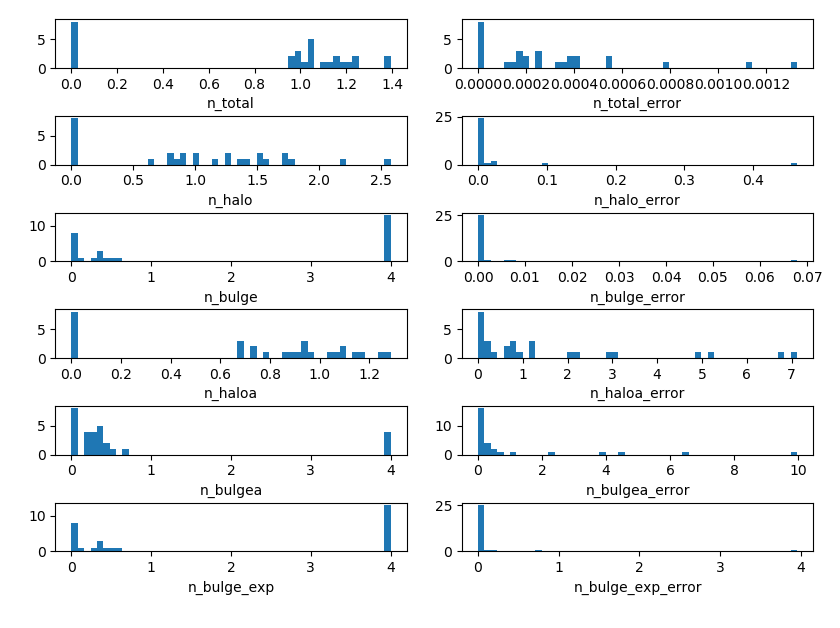 5
0
0.0 0.2 0.4 0.6 0.8 1.0 1.2 1.4
n_total
5
0
0.0000 0.0002 0.0004 0.0006 0.0008 0.0010 0.0012
n_total_error
5
0
0.0 0.5 1.0 1.5 2.0 2.5
n_halo
25
0
0.0 0.1 0.2 0.3 0.4
n_halo_error
10
0
0 1 2 3 4
n_bulge
25
0
0.00 0.01 0.02 0.03 0.04 0.05 0.06 0.07
n_bulge_error
5
0
0.0 0.2 0.4 0.6 0.8 1.0 1.2
n_haloa
5
0
0 1 2 3 4 5 6 7
n_haloa_error
5
0
0 1 2 3 4
n_bulgea
10
0
0 2 4 6 8 10
n_bulgea_error
10
0
0 1 2 3 4
n_bulge_exp
25
0
0 1 2 3 4
n_bulge_exp_error